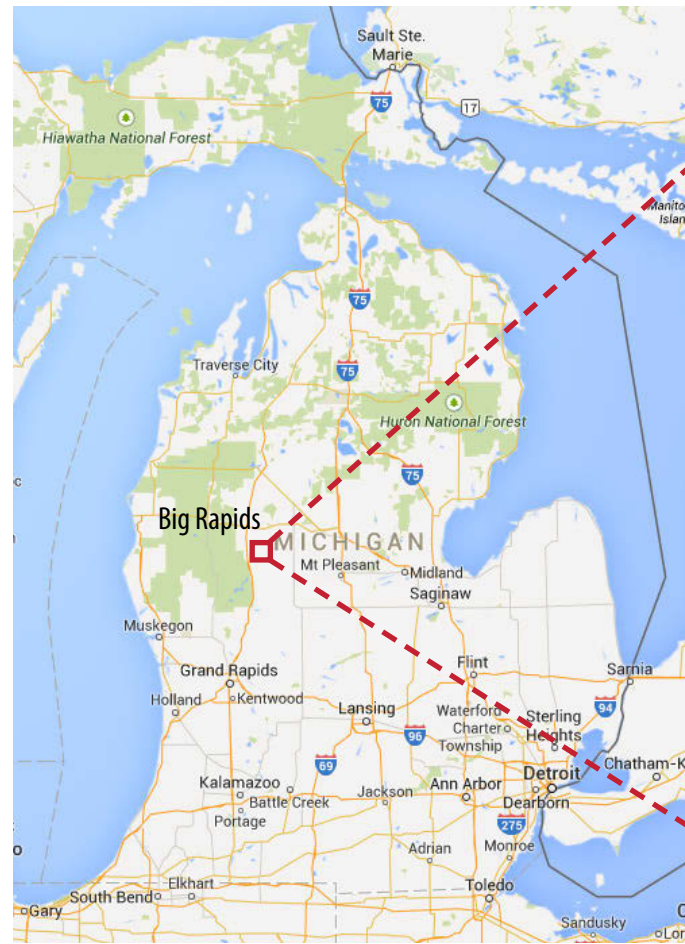 Sault Ste.
Marie
75
17
Hiawatha National Forest
Manito
Islan
75
Traverse City
75
Huron National Forest
75
Big Rapids
MICHIGAN
Mt Pleasant
Midland
Saginaw
Muskegon
Flint
Sarnia
Grand Rapids
Kentwood
Holland
Lansing
Waterford
Charter
Township
Sterling
Heights
94
96
69
Chatham-K
Detroit
Kalamazoo
Ann Arbor
Dearborn
Battle Creek
Jackson
Portage
275
Adrian
Monroe
Toledo
Elkhart
South Bend
Gary
Sandusky
Lor